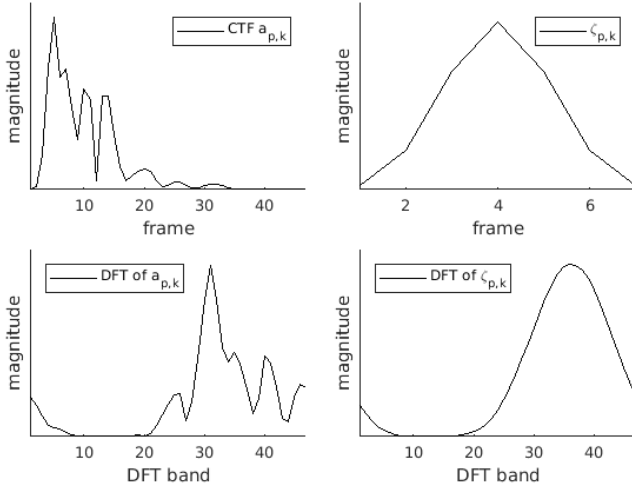 CTF a_{p,k}
magnitude
10 20 30 40
frame
ζ_{p,k}
magnitude
2 4 6
frame
DFT of a_{p,k}
magnitude
10 20 30 40
DFT band
DFT of ζ_{p,k}
magnitude
10 20 30 40
DFT band